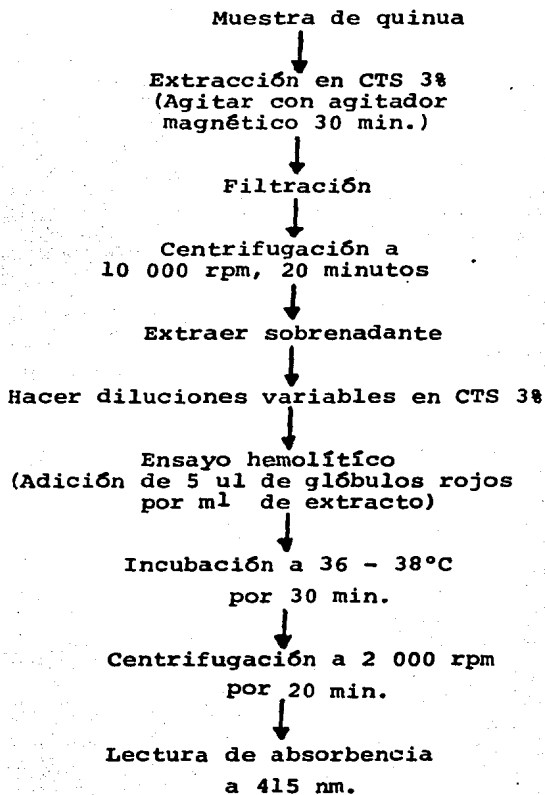 Muestra de quinua
Extracción en CTS 3%
(Agitar con agitador
magnético 30 min.)
Filtración
Centrifugación a
10 000 rpm, 20 minutos
Extraer sobrenadante
Hacer diluciones variables en CTS 3%
Ensayo hemolítíco
(Adición de 5 ul de glóbulos rojos
por ml de extracto)
Incubación a 36 - 38°C
por 30 min.
Centrifugación a 2 000 rpm
por 20 min.
Lectura de absorbencia
a 415 nm.